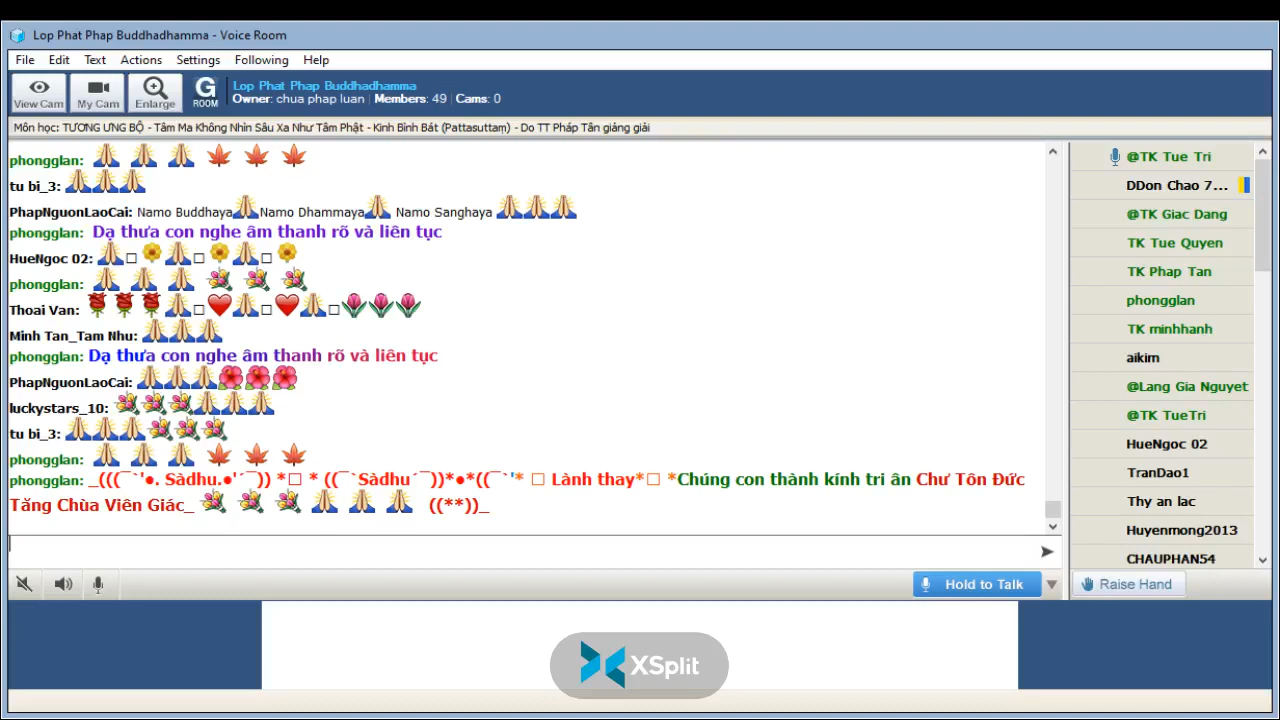 Lop Phat Phap Buddhadhamma - Voice Room
File Edit Text Actions Settings Following Help
View Cam My Cam Enlarge G ROOM
Lop Phat Phap Buddhadhamma
Owner: chua phap luan | Members: 49 | Cams: 0
Môn học: TƯƠNG ƯNG BỘ - Tâm Ma Không Nhìn Sâu Xa Như Tâm Phật - Kinh Bình Bát (Pattasuttaṃ) - Do TT Pháp Tân giảng giải
phongglan: 🙏 🙏 🙏 🍁 🍁 🍁
tu bi_3: 🙏🙏🙏
PhapNguonLaoCai: Namo Buddhaya🙏Namo Dhammaya🙏 Namo Sanghaya 🙏🙏🙏
phongglan: Dạ thưa con nghe âm thanh rõ và liên tục
HueNgoc 02: 🙏□🌼🙏□🌼🙏□🌼
phongglan: 🙏 🙏 🙏 💐 💐 💐
Thoai Van: 🌹🌹🌹🙏□❤️🙏□❤️🙏□🌷🌷🌷
Minh Tan_Tam Nhu: 🙏🙏🙏
phongglan: Dạ thưa con nghe âm thanh rõ và liên tục
PhapNguonLaoCai: 🙏🙏🙏🌺🌺🌺
luckystars_10: 💐💐💐🙏🙏🙏
tu bi_3: 🙏🙏🙏💐💐💐
phongglan: 🙏 🙏 🙏 🍁 🍁 🍁
phongglan: _(((¯`'●. Sàdhu.●'´¯)) *□ * ((¯`Sàdhu´¯))*●*((¯`'* □ Lành thay*□ *Chúng con thành kính tri ân Chư Tôn Đức
Tăng Chùa Viên Giác_ 💐 💐 💐 🙏 🙏 🙏 ((**))_
@TK Tue Tri
DDon Chao 7...
@TK Giac Dang
TK Tue Quyen
TK Phap Tan
phongglan
TK minhhanh
aikim
@Lang Gia Nguyet
@TK TueTri
HueNgoc 02
TranDao1
Thy an lac
Huyenmong2013
CHAUPHAN54
Hold to Talk
Raise Hand
XSplit